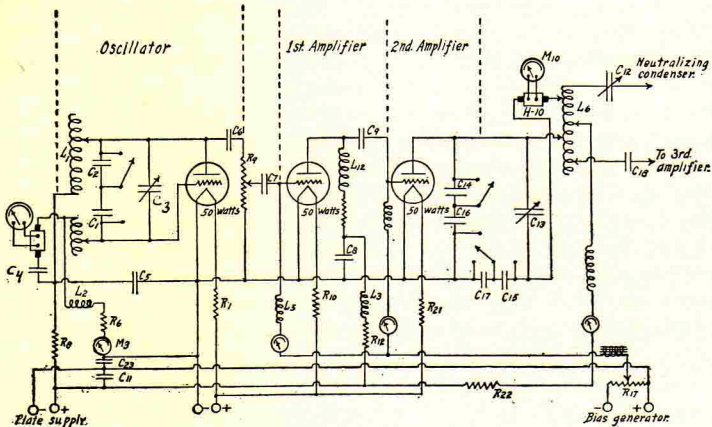 Oscillator
1st. Amplifier
2nd. Amplifier
M10
C12
Neutralizing
condenser.
H-10
L6
C6
C9
L1
C2
R9
L12
C14
To 3rd.
amplifier.
C18
C3
C7
C1
50 watts
50 watts
50 watts
C16
C13
C8
C4
C5
C17
C15
L2
L3
L3
R6
R1
R10
R21
R8
M3
R12
C23
C11
R22
R17
- +
Plate supply.
- +
- +
Bias generator.